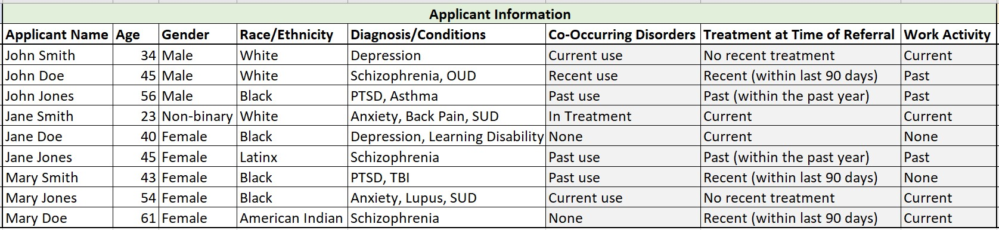 Applicant Information
Applicant Name Age Gender Race/Ethnicity Diagnosis/Conditions Co-Occurring Disorders Treatment at Time of Referral Work Activity
John Smith 34 Male White Depression Current use No recent treatment Current
John Doe 45 Male White Schizophrenia, OUD Recent use Recent (within last 90 days) Past
John Jones 56 Male Black PTSD, Asthma Past use Past (within the past year) Past
Jane Smith 23 Non-binary White Anxiety, Back Pain, SUD In Treatment Current Current
Jane Doe 40 Female Black Depression, Learning Disability None Current None
Jane Jones 45 Female Latinx Schizophrenia Past use Past (within the past year) Past
Mary Smith 43 Female Black PTSD, TBI Past use Recent (within last 90 days) None
Mary Jones 54 Female Black Anxiety, Lupus, SUD Current use No recent treatment Current
Mary Doe 61 Female American Indian Schizophrenia None Recent (within last 90 days) Current